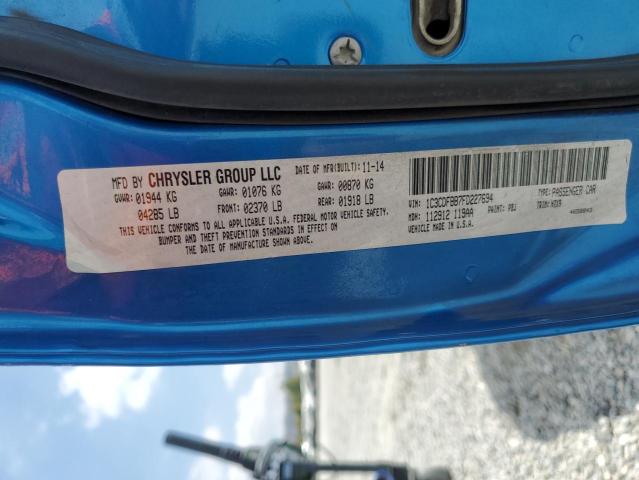 MFD BY CHRYSLER GROUP LLC
DATE OF MFR(BUILT): 11-14
GVWR: 01944 KG
GAWR: 01076 KG
GAWR: 00870 KG
04285 LB
FRONT: 02370 LB
REAR: 01918 LB
THIS VEHICLE CONFORMS TO ALL APPLICABLE U.S.A. FEDERAL MOTOR VEHICLE SAFETY,
BUMPER AND THEFT PREVENTION STANDARDS IN EFFECT ON
THE DATE OF MANUFACTURE SHOWN ABOVE.
VIN: 1C3CDFBB7FD227694
TYPE: PASSENGER CAR
MDH: 112912 119AA
PAINT: PBJ
TRIM: HDX9
VEHICLE MADE IN U.S.A.